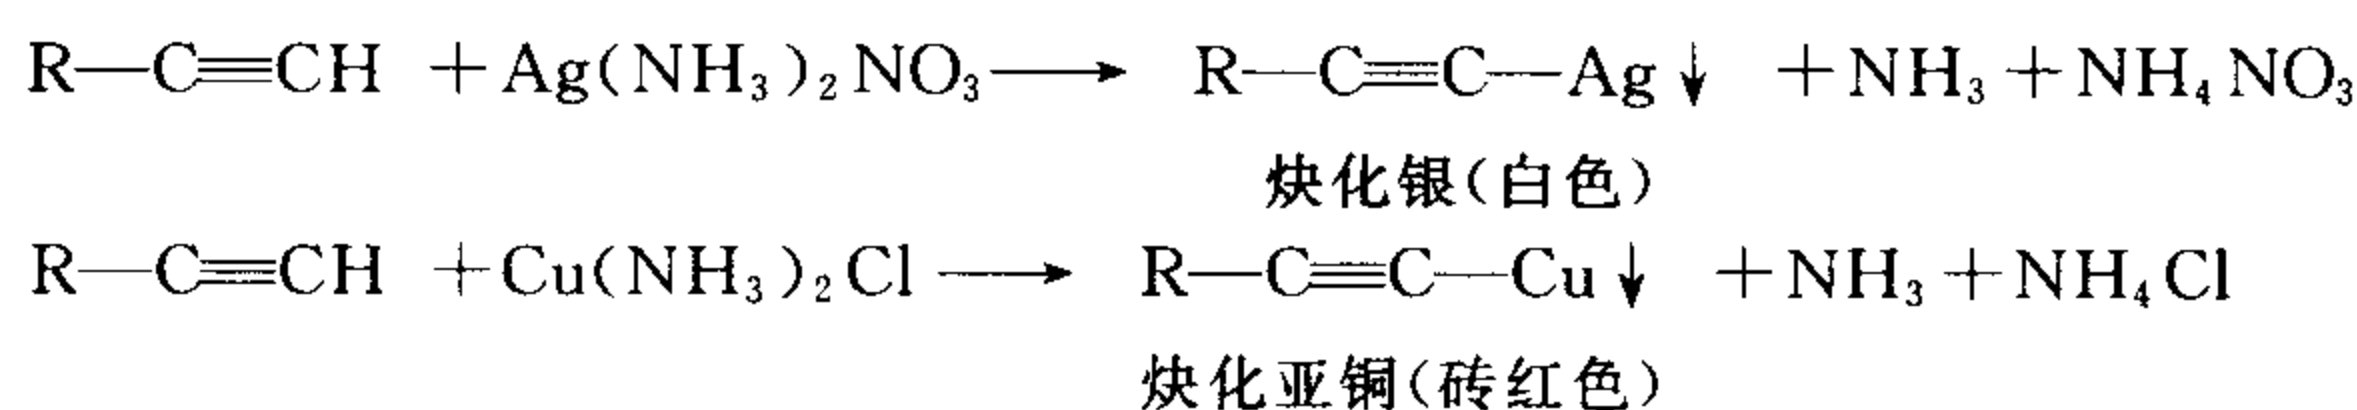 R—C≡CH +Ag(NH₃)₂NO₃⟶ R—C≡C—Ag↓ +NH₃+NH₄NO₃
炔化银(白色)
R—C≡CH +Cu(NH₃)₂Cl⟶ R—C≡C—Cu↓ +NH₃+NH₄Cl
炔化亚铜(砖红色)